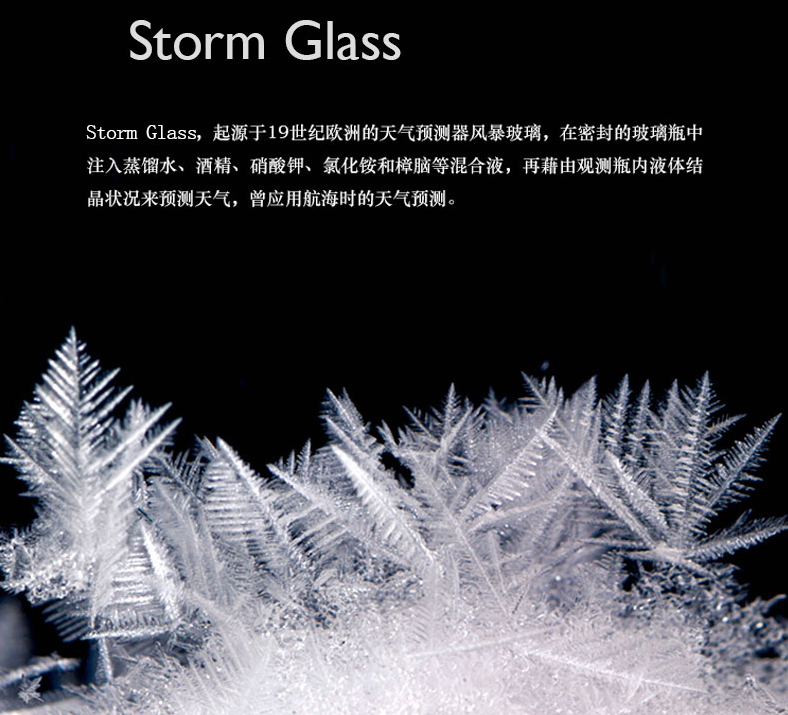 Storm Glass
Storm Glass，起源于19世纪欧洲的天气预测器风暴玻璃，在密封的玻璃瓶中
注入蒸馏水、酒精、硝酸钾、氯化铵和樟脑等混合液，再藉由观测瓶内液体结
晶状况来预测天气，曾应用航海时的天气预测。